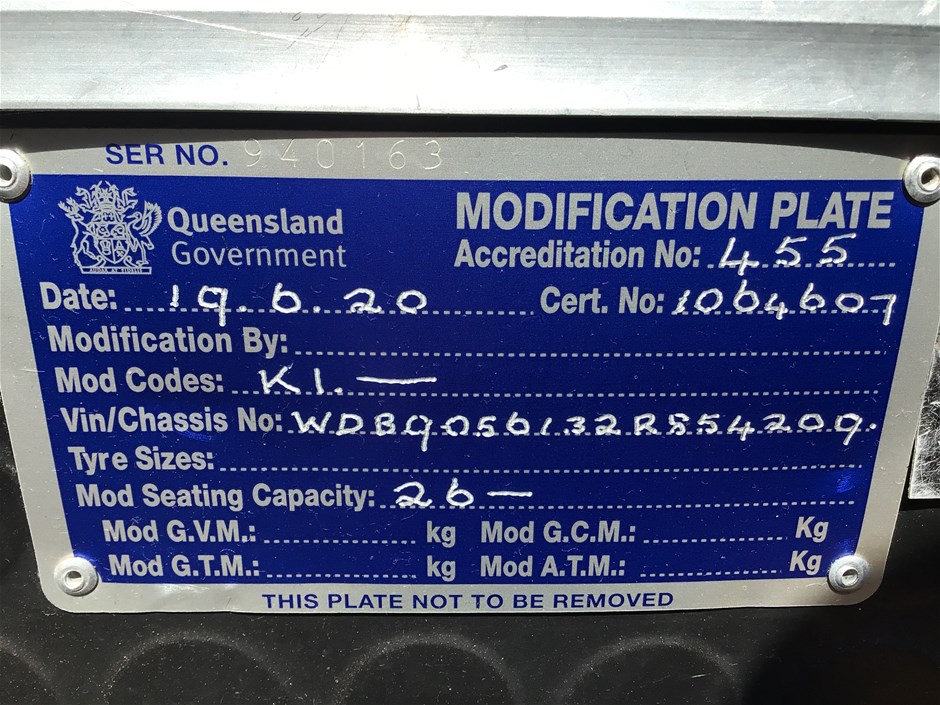 SER NO. 940163
Queensland
Government
MODIFICATION PLATE
Accreditation No: 455
Date: 19.6.20 Cert. No: 1064607
Modification By:
Mod Codes: K1. —
Vin/Chassis No: WDB9056132R854209.
Tyre Sizes:
Mod Seating Capacity: 26 —
Mod G.V.M.: kg Mod G.C.M.: Kg
Mod G.T.M.: kg Mod A.T.M.: Kg
THIS PLATE NOT TO BE REMOVED